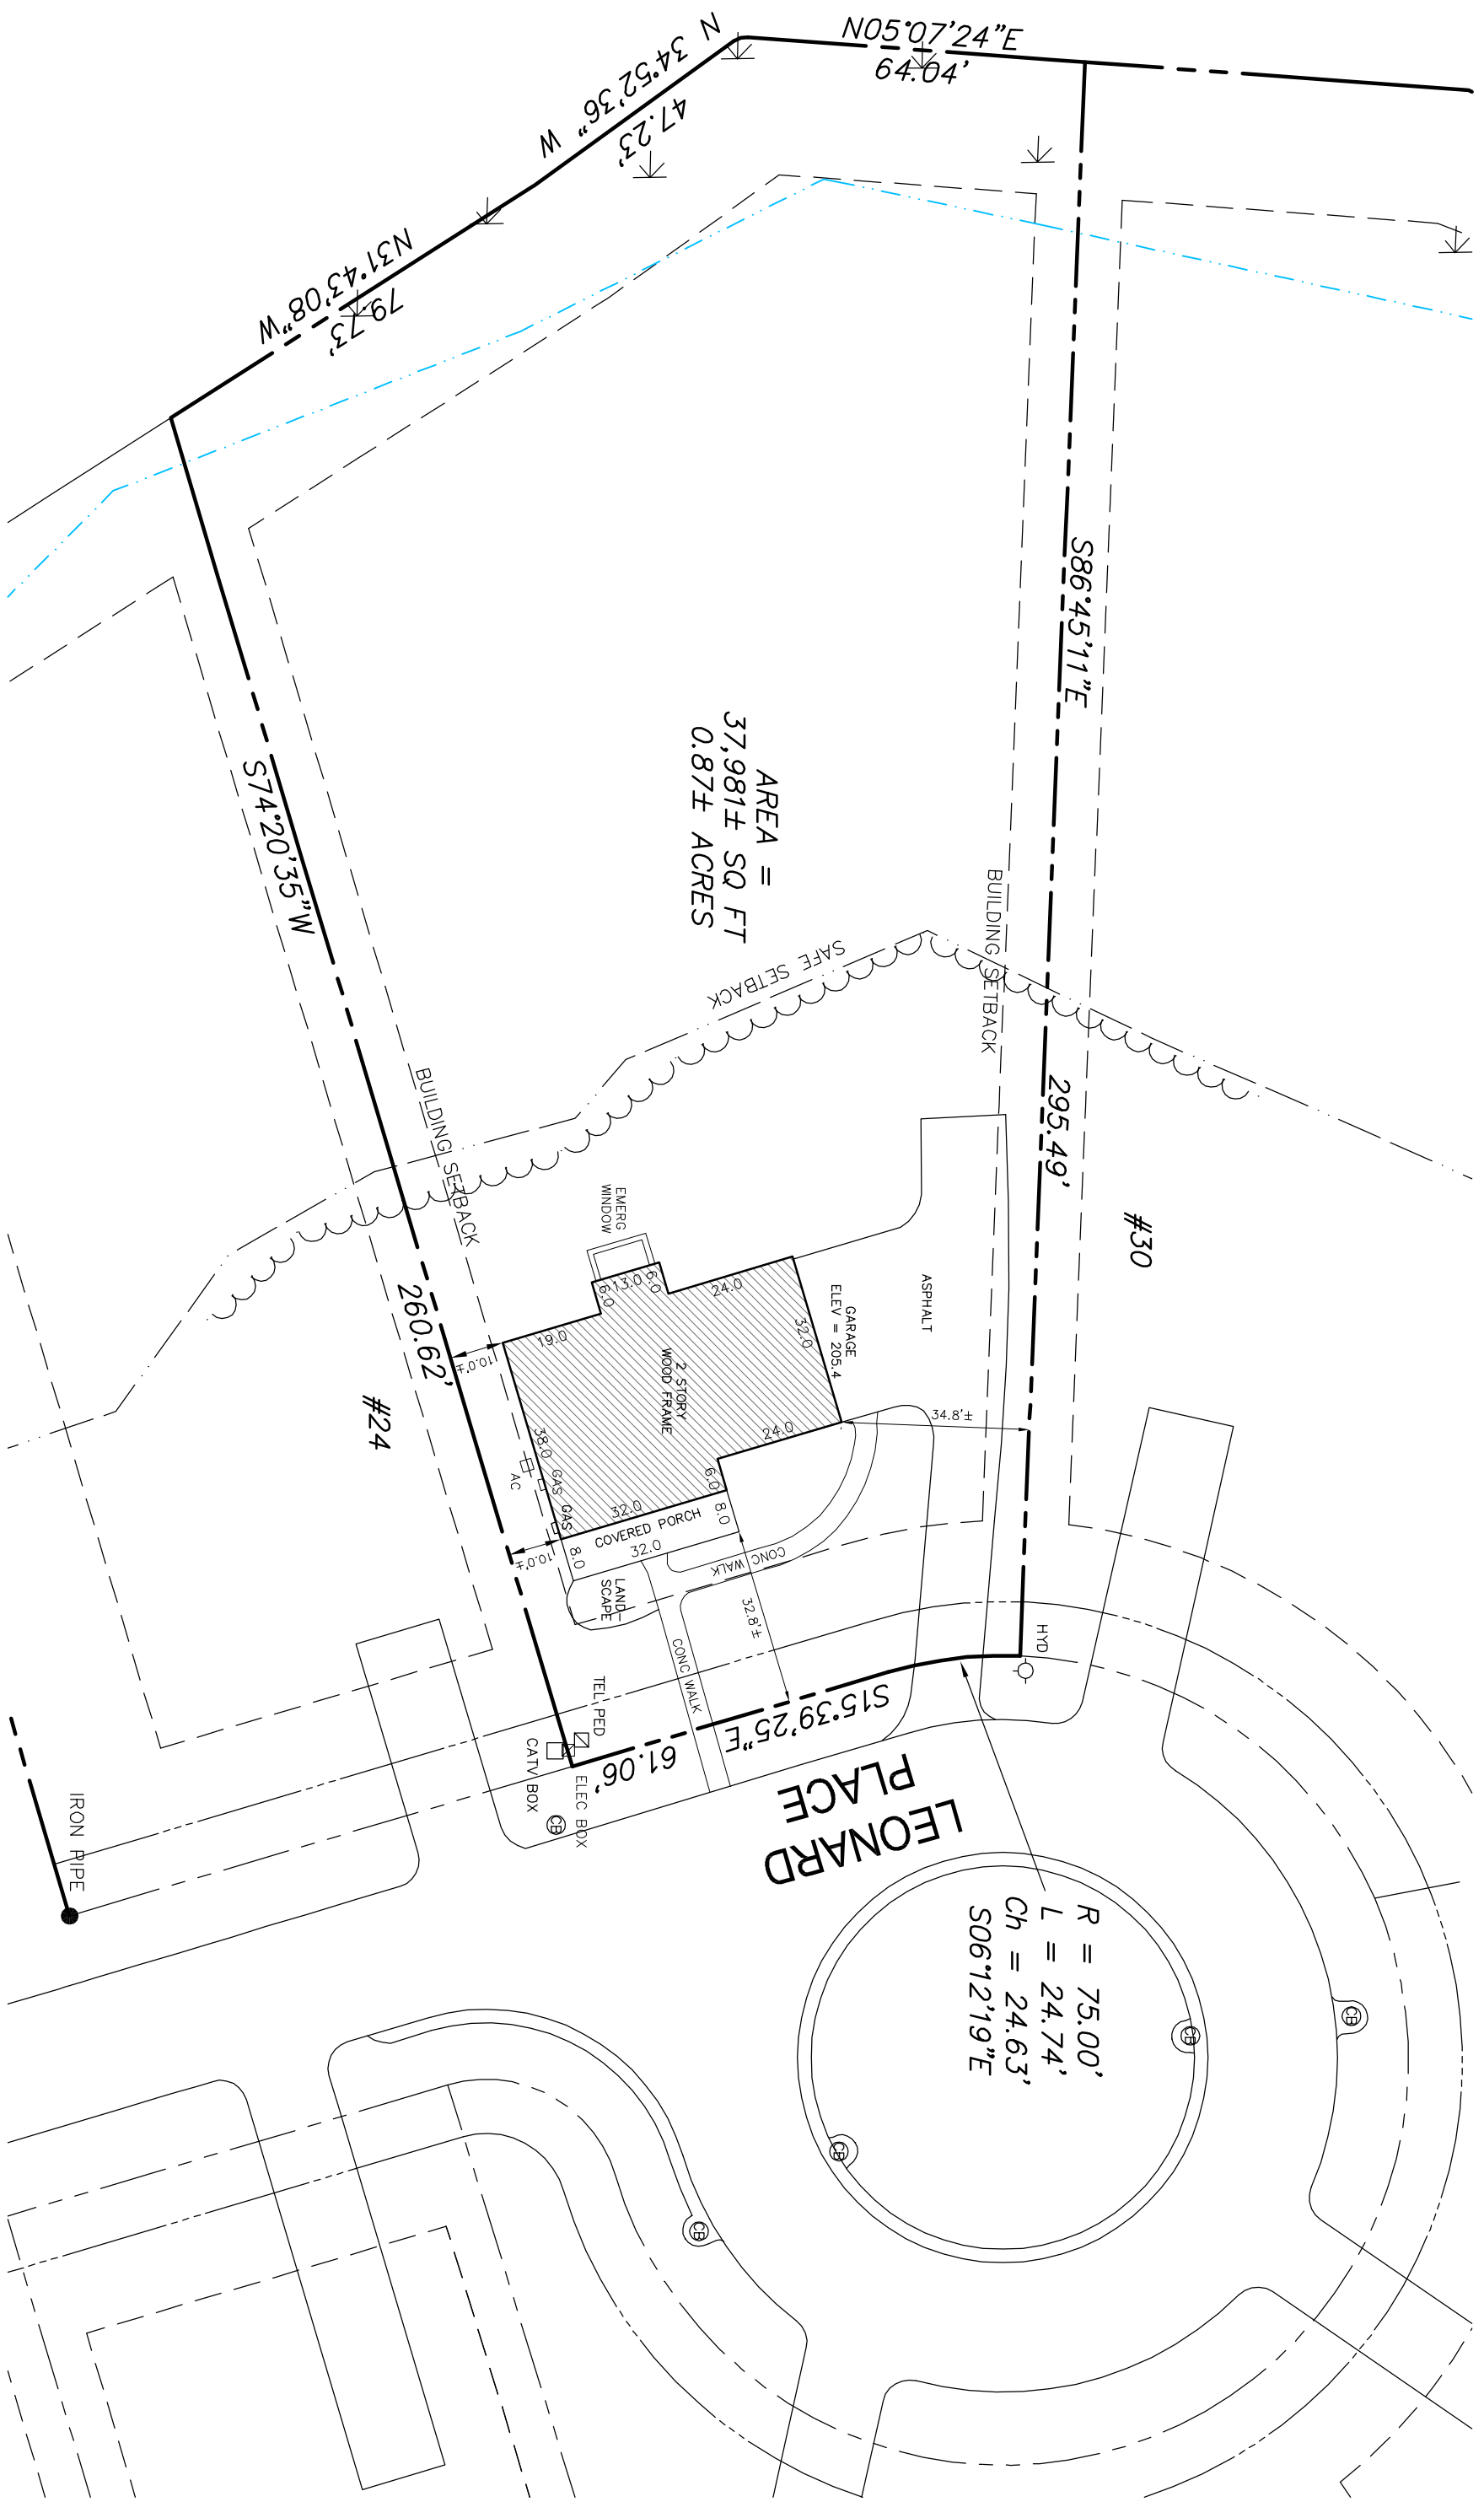 N05°07'24"E
64.04'
N 34°52'36" W
47.23'
N31°43'08"W
79.73'
S86°45'11"E
295.49'
S74°20'35"W
260.62'
AREA =
37,981± SQ FT
0.87± ACRES
SAFE SETBACK
BUILDING SETBACK
BUILDING SETBACK
#30
#24
EMERG
WINDOW
ASPHALT
GARAGE
ELEV = 205.4
2 STORY
WOOD FRAME
13.0
6.0
6.0
24.0
32.0
19.0
10.0'±
38.0
GAS
GAS
AC
24.0
34.8'±
6.0
32.0
8.0
COVERED PORCH
32.0
8.0
10.0'±
LAND-
SCAPE
CONC WALK
CONC WALK
32.8'±
HYD
S15°39'25"E
61.06'
TEL PED
CATV BOX
ELEC BOX
CB
IRON PIPE
LEONARD
PLACE
R = 75.00'
L = 24.74'
Ch = 24.63'
S06°12'19"E
CB
CB
CB
CB